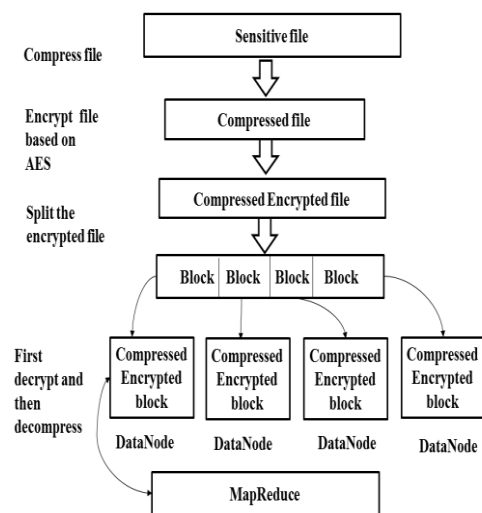 Sensitive file
Compress file
Encrypt file
based on
AES
Compressed file
Compressed Encrypted file
Split the
encrypted file
Block Block Block Block
First
decrypt and
then
decompress
Compressed
Encrypted
block
Compressed
Encrypted
block
Compressed
Encrypted
block
Compressed
Encrypted
block
DataNode
DataNode
DataNode
DataNode
MapReduce